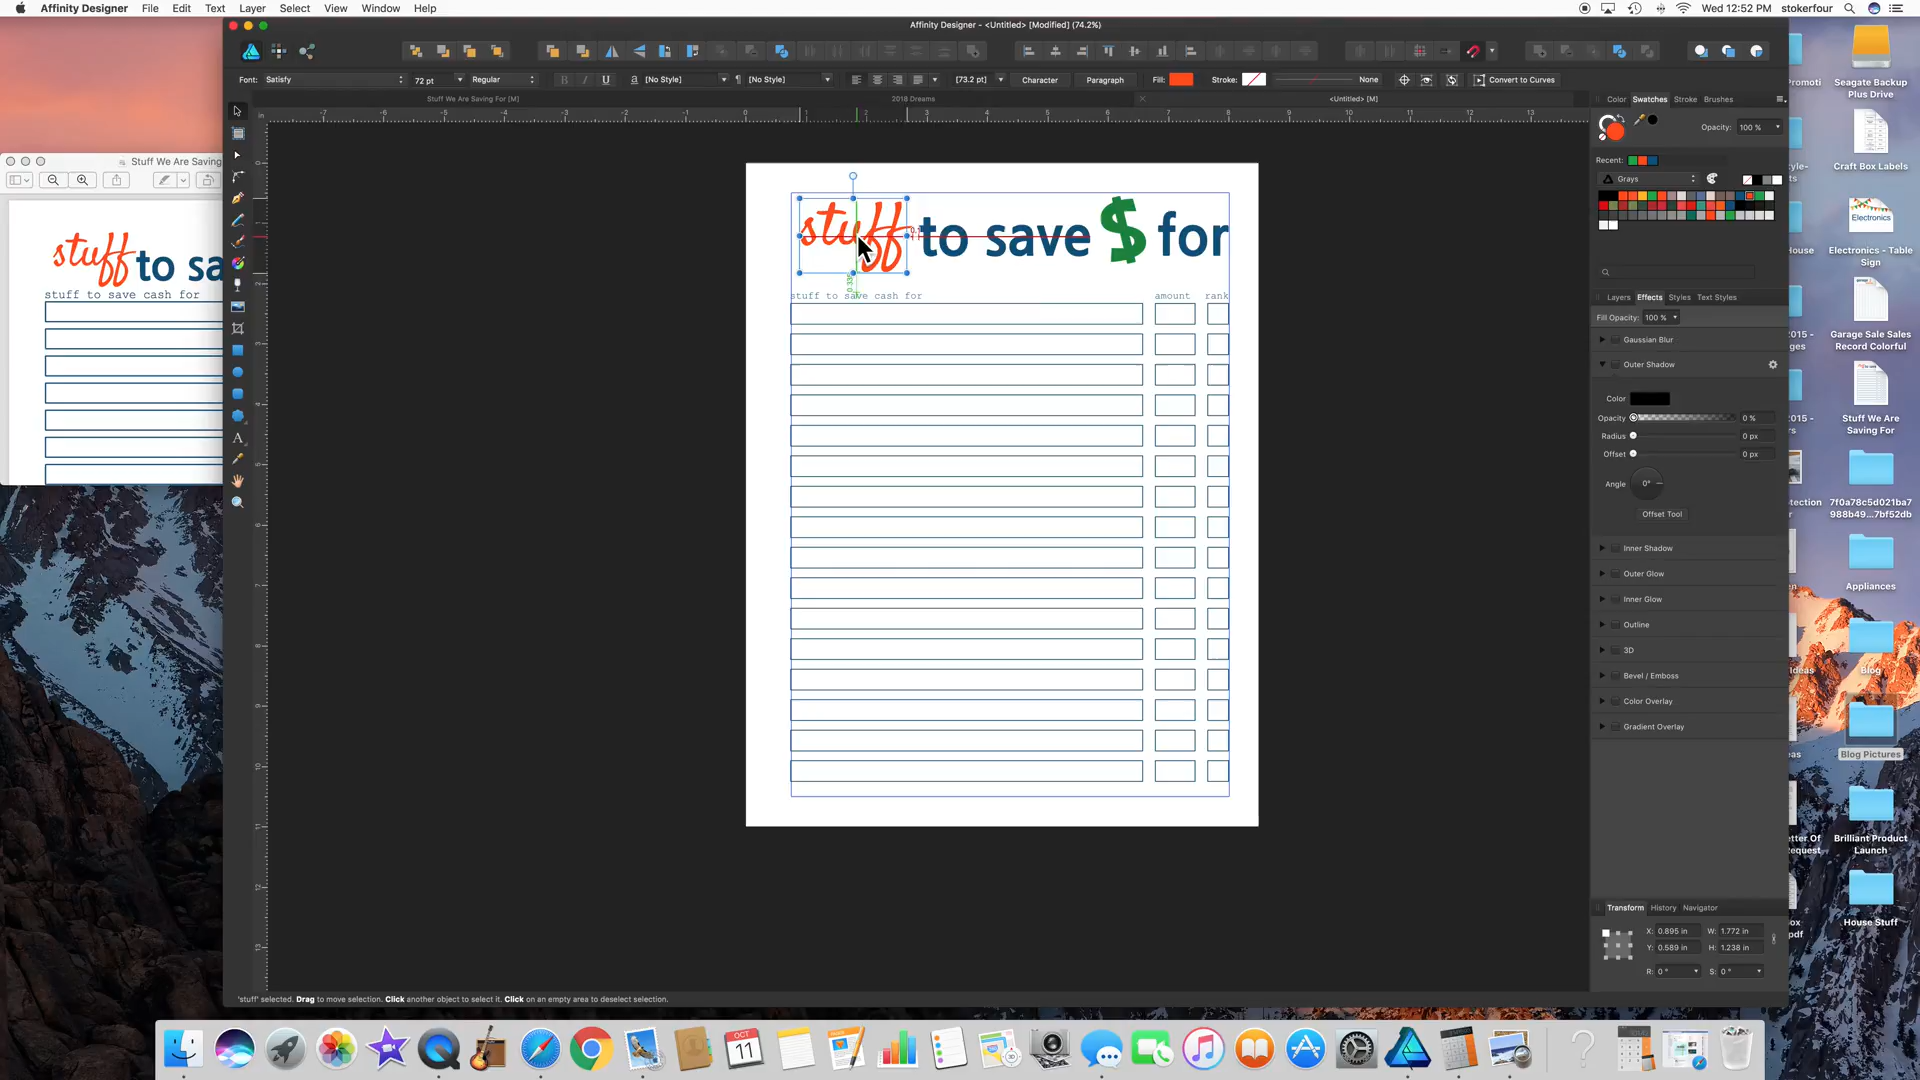 Affinity Designer File Edit Text Layer Select View Window Help
Wed 12:52 PM stokerfour
Affinity Designer - <Untitled> [Modified] (74.2%)
Font: Satisfy 72 pt Regular B I U a [No Style] ¶ [No Style] [73.2 pt] Character Paragraph Fill: Stroke: None Convert to Curves
Stuff We Are Saving For [M] 2018 Dreams <Untitled> [M]
Stuff We Are Saving
stuff to sa
stuff to save cash for
stuff to save $ for
stuff to save cash for amount rank
Color Swatches Stroke Brushes
Opacity: 100 %
Recent:
Grays
Layers Effects Styles Text Styles
Fill Opacity: 100 %
Gaussian Blur
Outer Shadow
Color
Opacity 0 %
Radius 0 px
Offset 0 px
Angle 0°
Offset Tool
Inner Shadow
Outer Glow
Inner Glow
Outline
3D
Bevel / Emboss
Color Overlay
Gradient Overlay
Transform History Navigator
X: 0.895 in W: 1.772 in
Y: 0.589 in H: 1.238 in
R: 0 ° S: 0 °
'stuff' selected. Drag to move selection. Click another object to select it. Click on an empty area to deselect selection.
Seagate Backup
Plus Drive
Craft Box Labels
Electronics
Electronics - Table
Sign
Garage Sale Sales
Record Colorful
Stuff We Are
Saving For
7f0a78c5d021ba7
988b49...7bf52db
Appliances
Blog
Blog Pictures
Brilliant Product
Launch
House Stuff
OCT
11